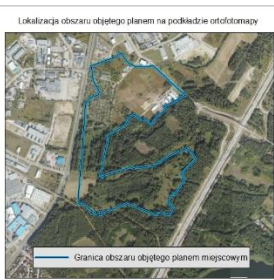 Lokalizacja obszaru objętego planem na podkładzie ortofotomapy
Granica obszaru objętego planem miejscowym